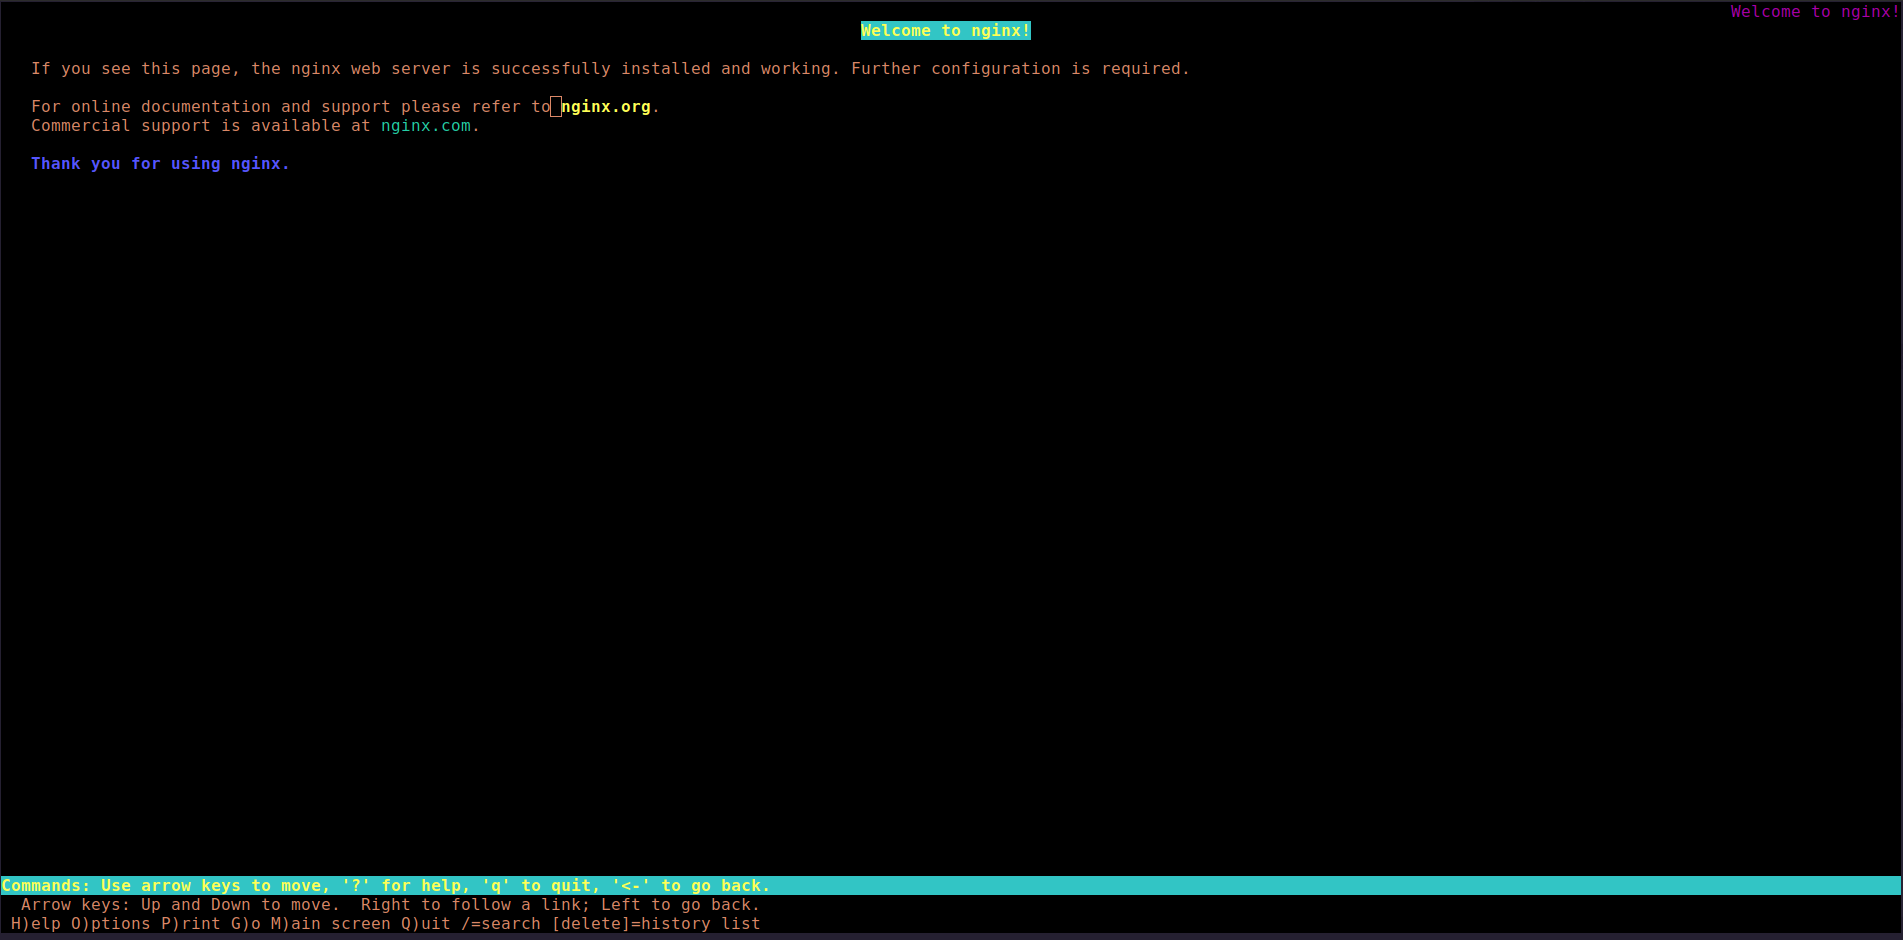 Welcome to nginx!
Welcome to nginx!
If you see this page, the nginx web server is successfully installed and working. Further configuration is required.
For online documentation and support please refer to nginx.org.
Commercial support is available at nginx.com.
Thank you for using nginx.
Commands: Use arrow keys to move, '?' for help, 'q' to quit, '<-' to go back.
Arrow keys: Up and Down to move.  Right to follow a link; Left to go back.
H)elp O)ptions P)rint G)o M)ain screen Q)uit /=search [delete]=history list